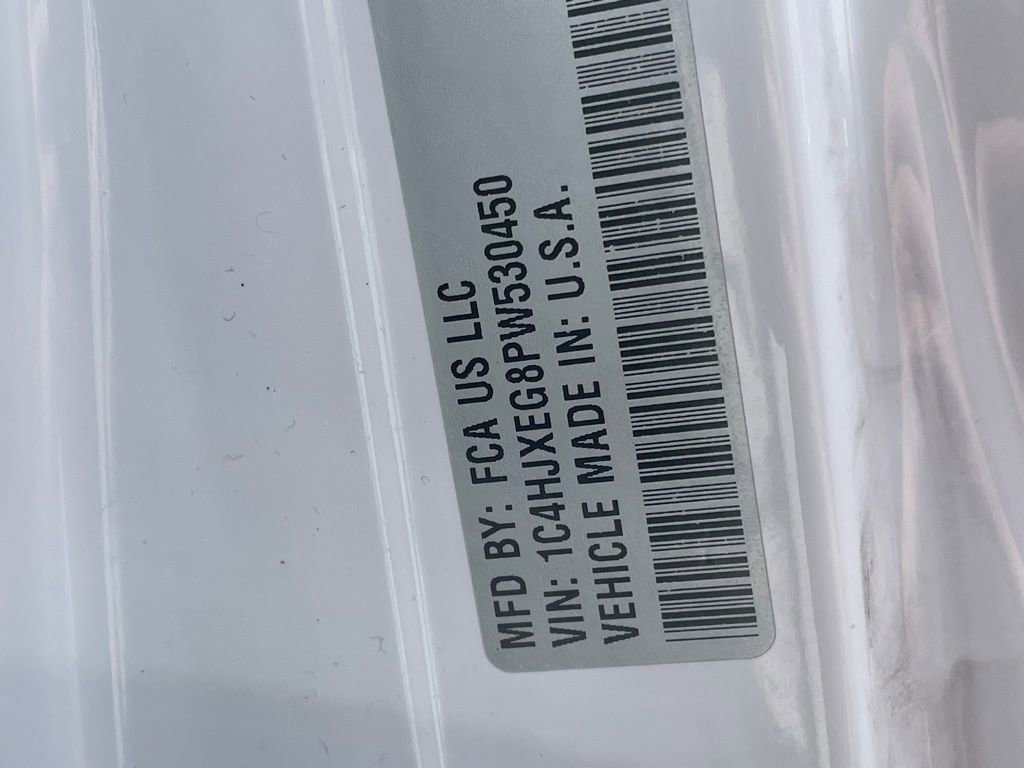 MFD BY: FCA US LLC
VIN: 1C4HJXEG8PW530450
VEHICLE MADE IN: U.S.A.